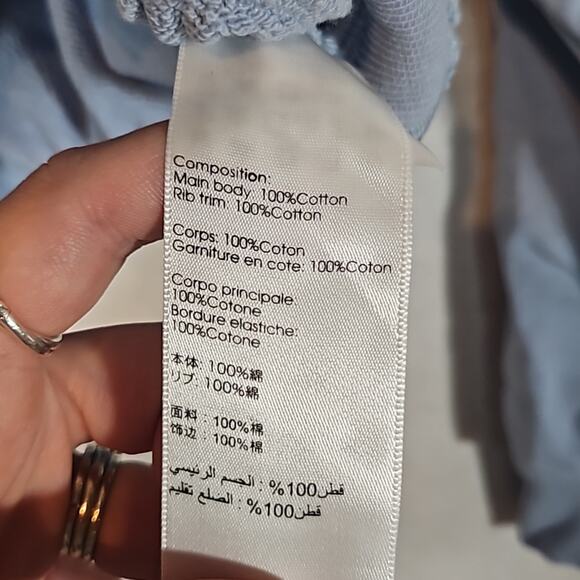 Composition:
Main body: 100%Cotton
Rib trim: 100%Cotton
Corps: 100%Coton
Garniture en cote: 100%Coton
Corpo principale:
100%Cotone
Bordure elastiche:
100%Cotone
本体: 100%綿
リブ: 100%綿
面料: 100%棉
饰边: 100%棉
قطن100% : الجسم الرئيسي
قطن100% : الصلع تقليم